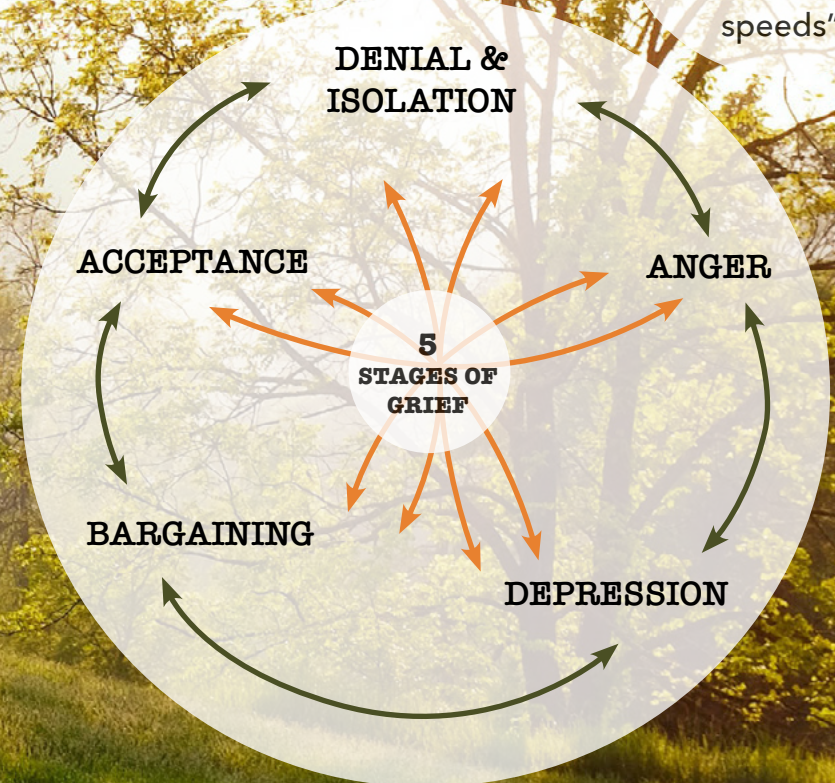 speeds"
DENIAL &
ISOLATION
ACCEPTANCE
ANGER
5
STAGES OF
GRIEF
BARGAINING
DEPRESSION